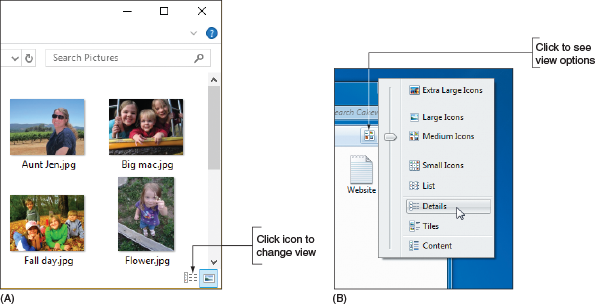 Search Pictures
Aunt Jen.jpg
Big mac.jpg
Fall day.jpg
Flower.jpg
Click icon to
change view
(A)
Click to see
view options
Extra Large Icons
Large Icons
Medium Icons
Small Icons
List
Details
Tiles
Content
Website
(B)